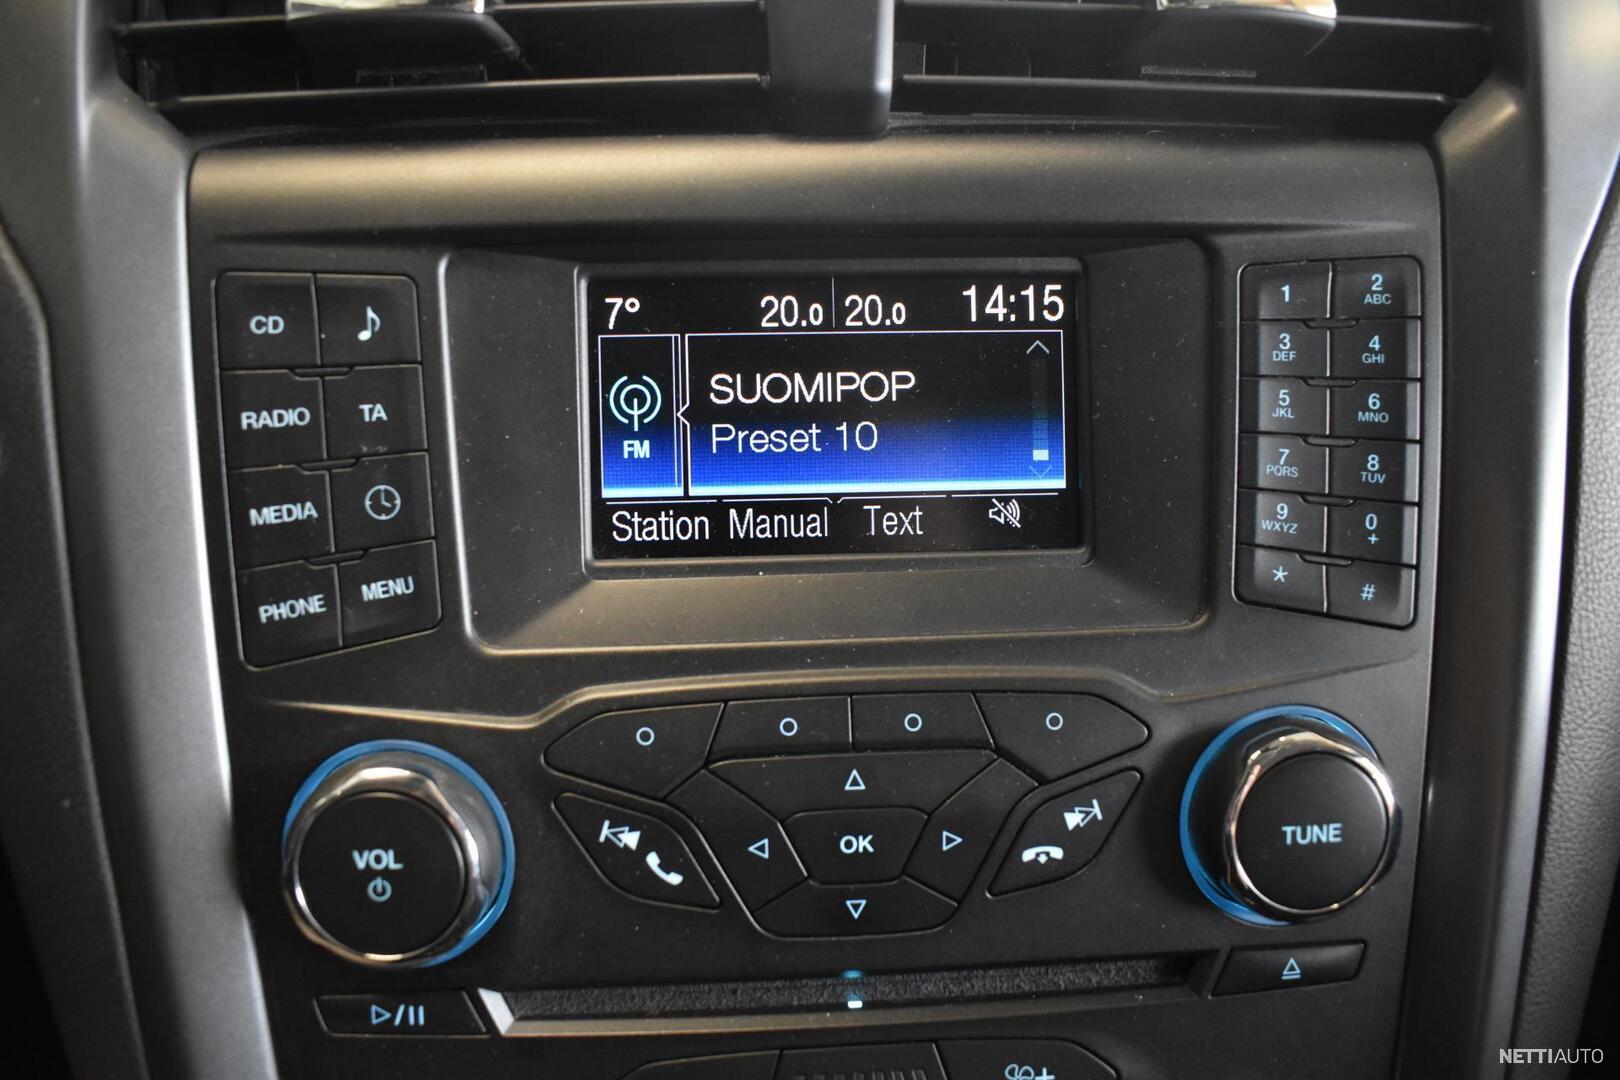 7° 20.0 20.0 14:15
SUOMIPOP
Preset 10
FM
Station Manual Text
CD
RADIO TA
MEDIA
PHONE MENU
1 2 ABC
3 DEF 4 GHI
5 JKL 6 MNO
7 PQRS 8 TUV
9 WXYZ 0 +
* #
VOL
OK
TUNE
NETTIAUTO